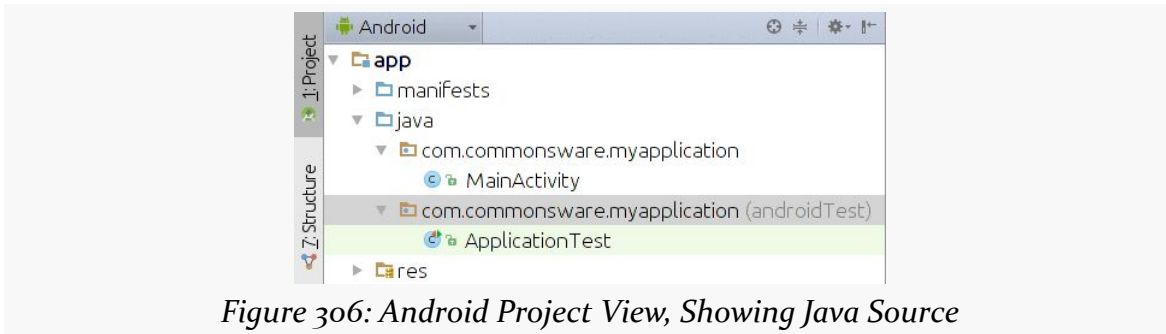 Android
1: Project
app
manifests
java
com.commonsware.myapplication
MainActivity
com.commonsware.myapplication (androidTest)
ApplicationTest
res
7: Structure
Figure 306: Android Project View, Showing Java Source